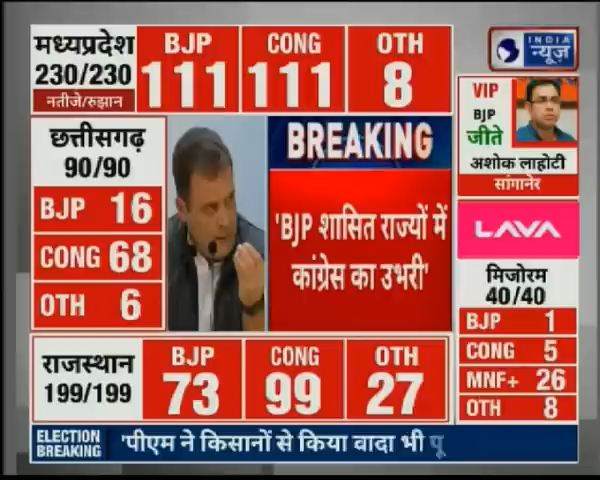 मध्यप्रदेश
230/230
नतीजे/रुझान
BJP CONG OTH
111 111 8
INDIA
न्यूज़
VIP
BJP
जीते
अशोक लाहोटी
सांगानेर
छत्तीसगढ़
90/90
BJP 16
CONG 68
OTH 6
BREAKING
'BJP शासित राज्यों में
कांग्रेस का उभरी'
LAVA
मिजोरम
40/40
BJP 1
CONG 5
MNF+ 26
OTH 8
राजस्थान
199/199
BJP CONG OTH
73 99 27
ELECTION
BREAKING
'पीएम ने किसानों से किया वादा भी पू